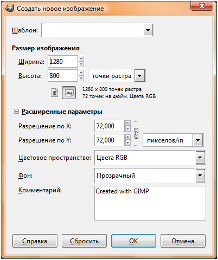 Создать новое изображение
Шаблон:
Размер изображения
Ширина: 1280
Высота: 800 точки растра
1280 x 800 точек растра
72 точек на дюйм, Цвета RGB
Расширенные параметры
Разрешение по X: 72,000
Разрешение по Y: 72,000 пикселов/in
Цветовое пространство: Цвета RGB
Фон: Прозрачный
Комментарий: Created with GIMP
Справка Сбросить OK Отмена